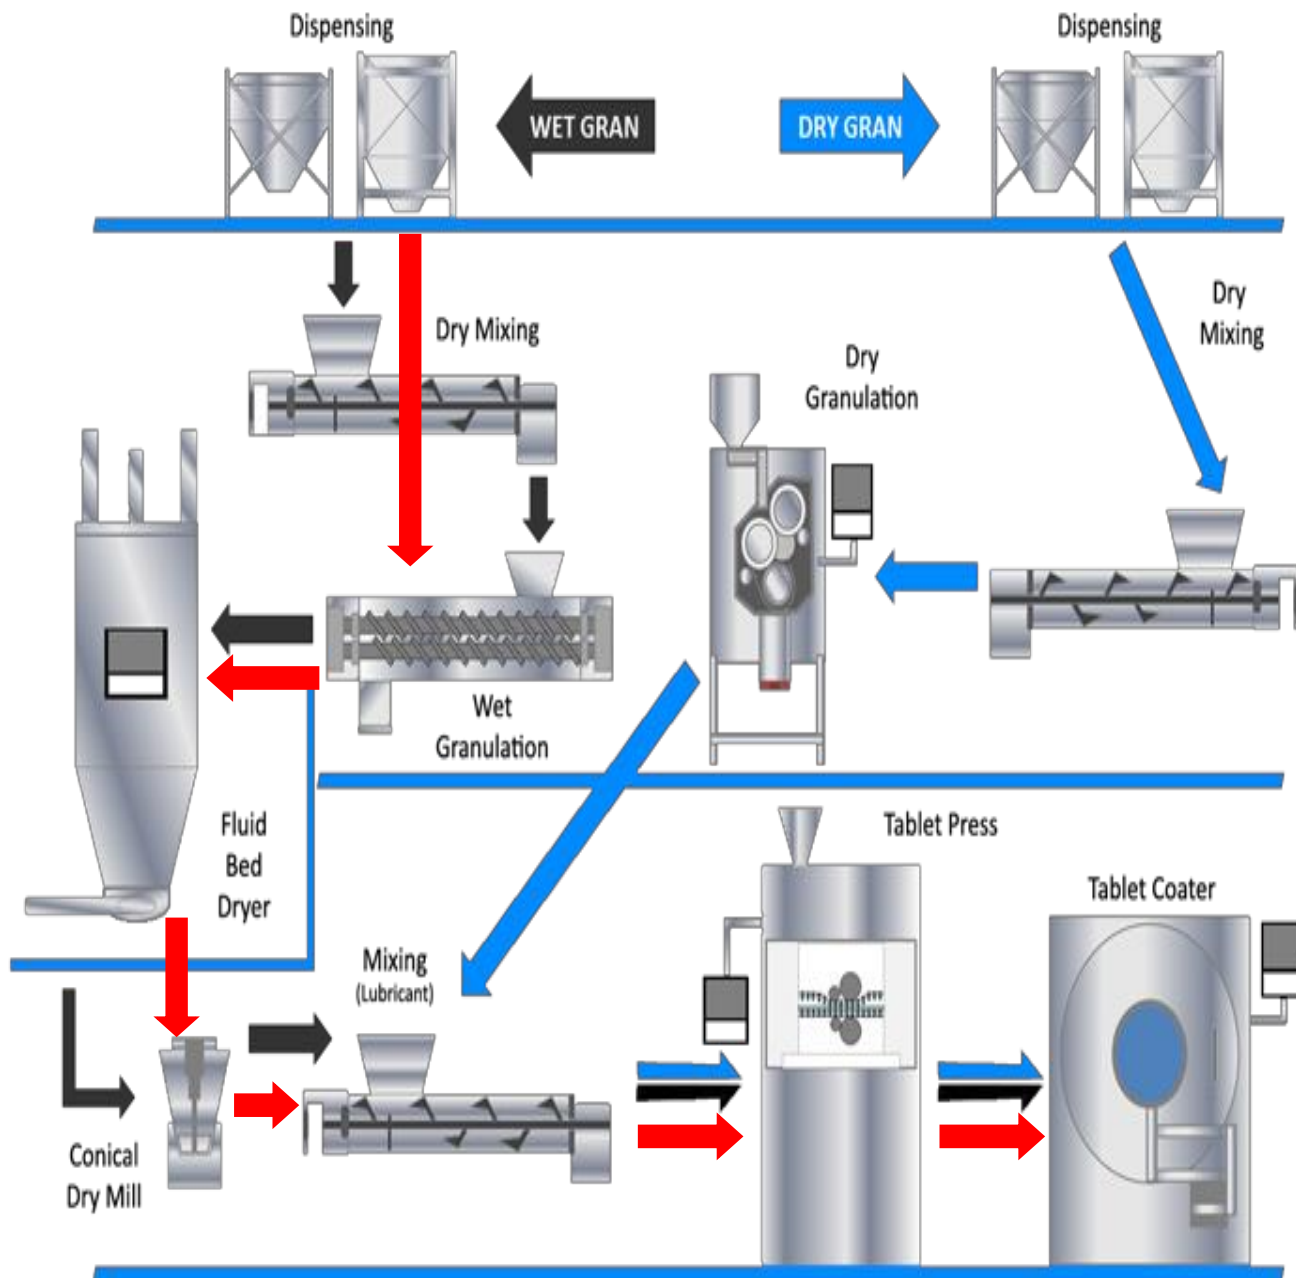 Dispensing
Dispensing
WET GRAN
DRY GRAN
Dry Mixing
Dry
Mixing
Dry
Granulation
Wet
Granulation
Fluid
Bed
Dryer
Tablet Press
Tablet Coater
Mixing
(Lubricant)
Conical
Dry Mill